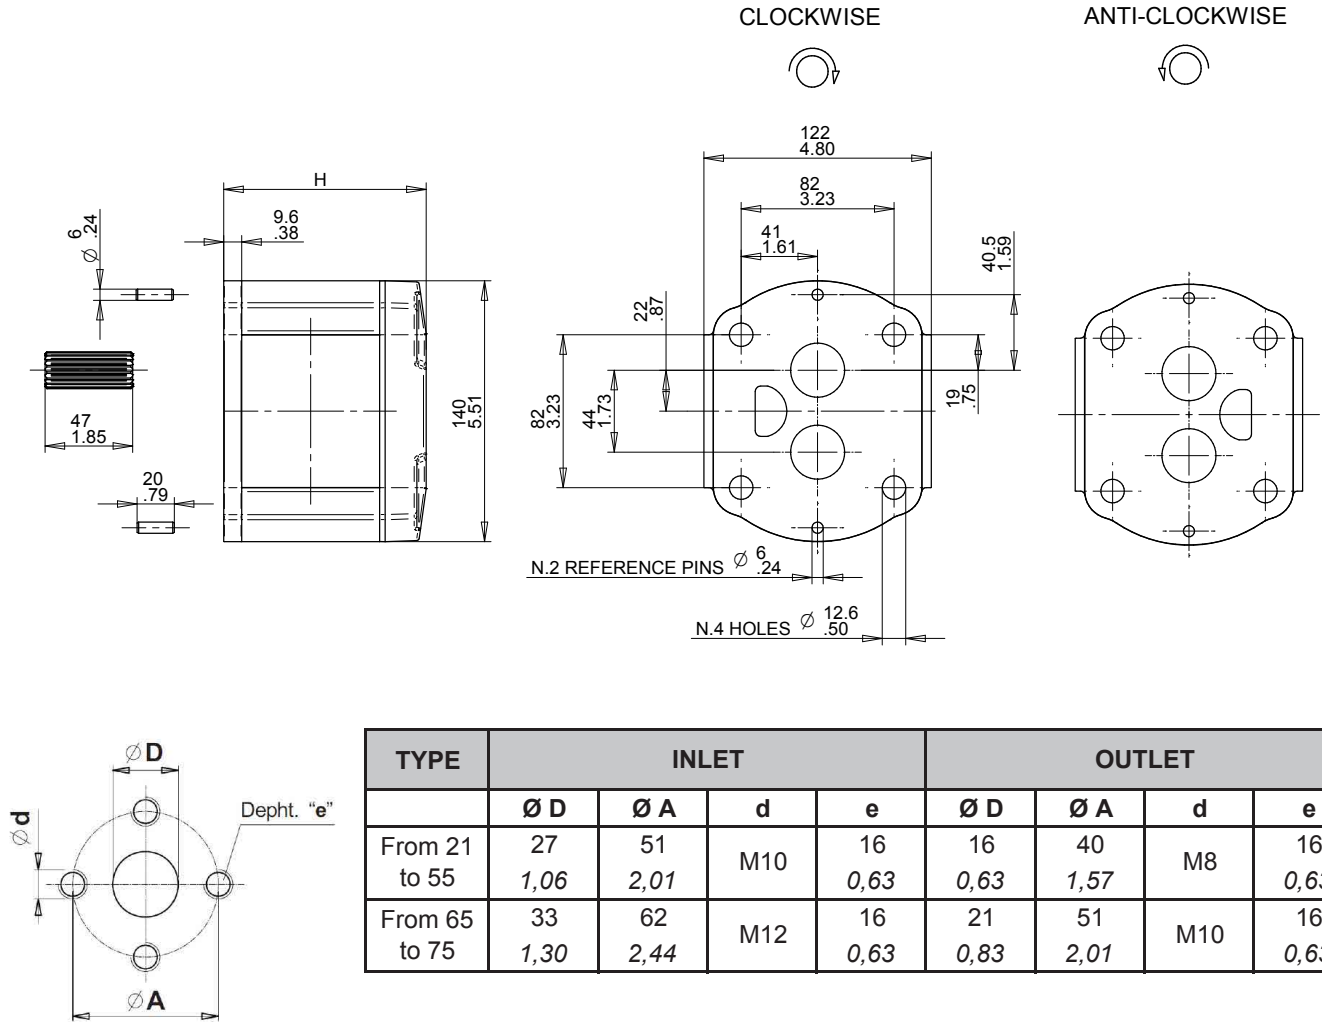 CLOCKWISE
ANTI-CLOCKWISE
122
4.80
82
3.23
41
1.61
40.5
1.59
H
9.6
.38
Ø 6
.24
22
.87
47
1.85
20
.79
140
5.51
82
3.23
44
1.73
19
.75
N.2 REFERENCE PINS Ø 6
.24
N.4 HOLES Ø 12.6
.50
Ø D
Ø d
Depht. “e”
Ø A
TYPE INLET OUTLET
Ø D Ø A d e Ø D Ø A d e
From 21 to 55 27 51 M10 16 16 40 M8 16
1,06 2,01 0,63 0,63 1,57
From 65 to 75 33 62 M12 16 21 51 M10 16
1,30 2,44 0,63 0,83 2,01